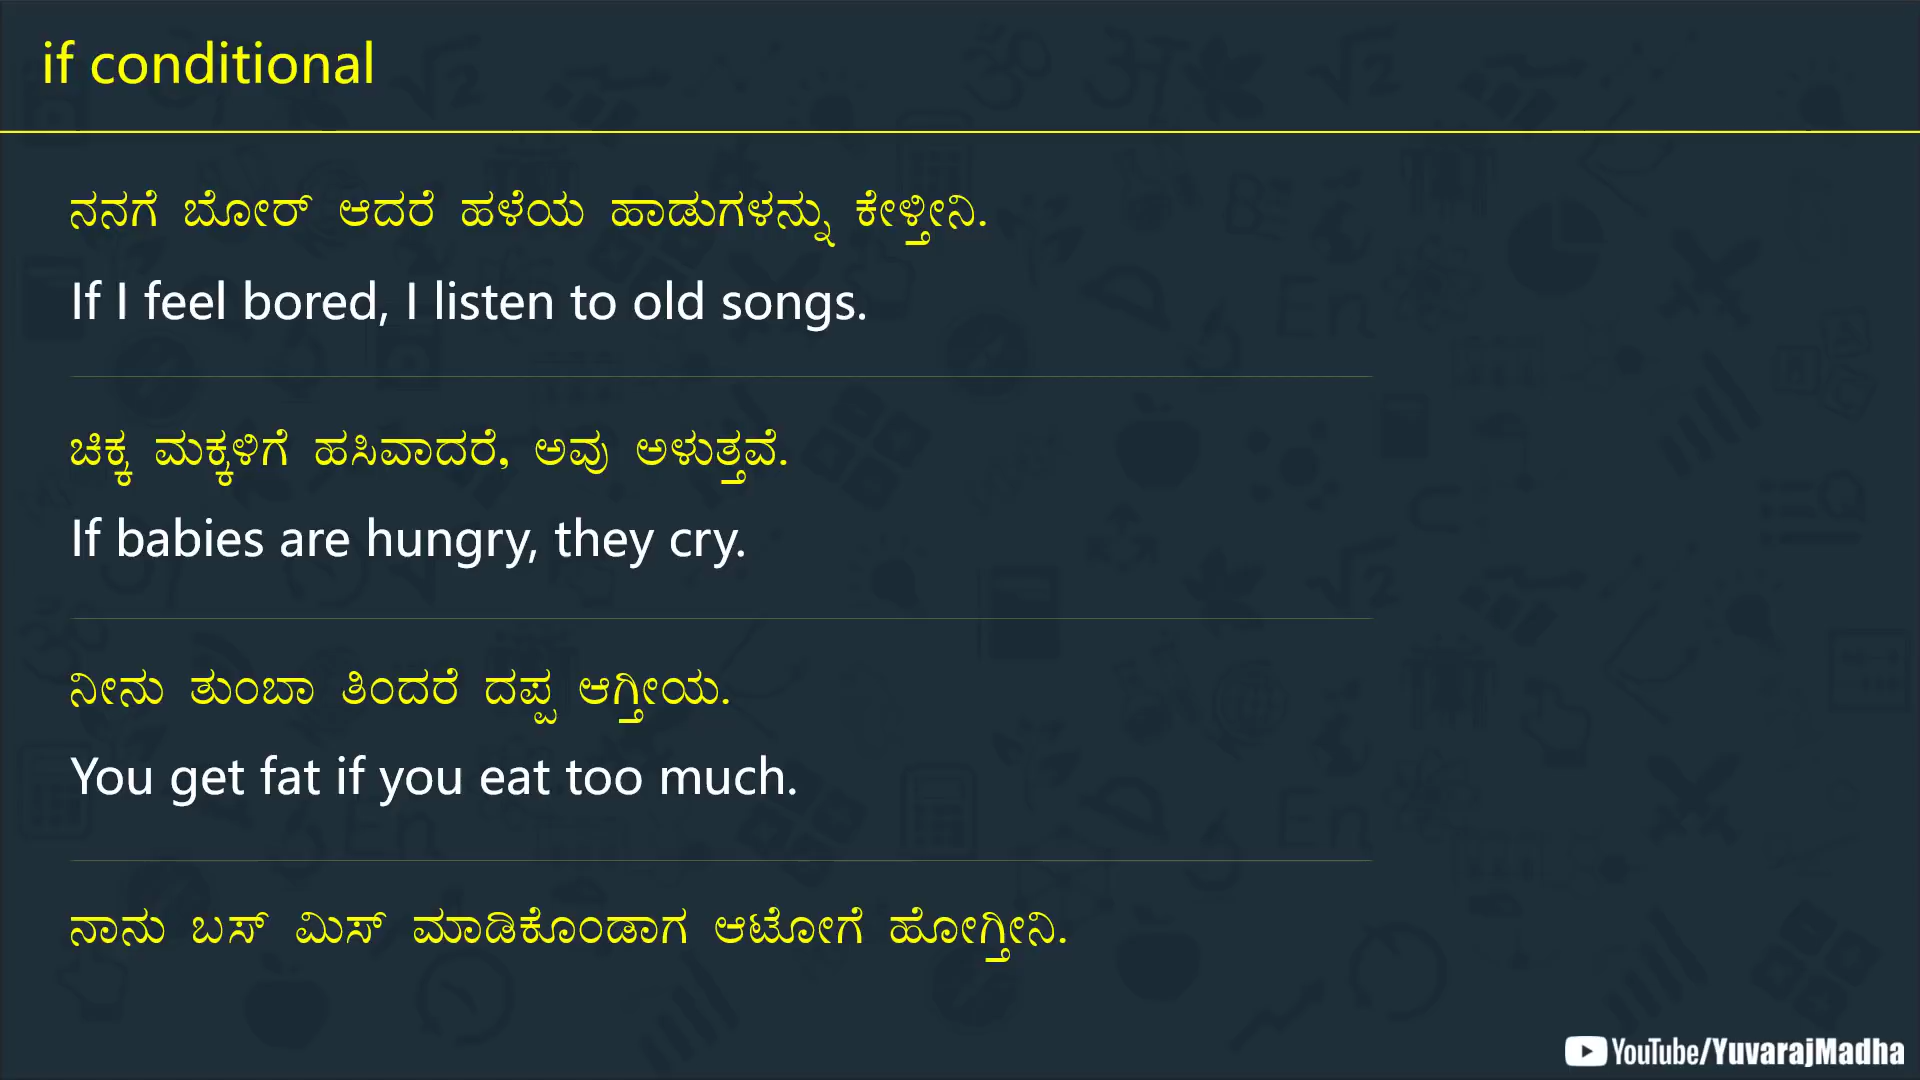 if conditional
ನನಗೆ ಬೋರ್ ಆದರೆ ಹಳೆಯ ಹಾಡುಗಳನ್ನು ಕೇಳ್ತೀನಿ.
If I feel bored, I listen to old songs.
ಚಿಕ್ಕ ಮಕ್ಕಳಿಗೆ ಹಸಿವಾದರೆ, ಅವು ಅಳುತ್ತವೆ.
If babies are hungry, they cry.
ನೀನು ತುಂಬಾ ತಿಂದರೆ ದಪ್ಪ ಆಗ್ತೀಯ.
You get fat if you eat too much.
ನಾನು ಬಸ್ ಮಿಸ್ ಮಾಡಿಕೊಂಡಾಗ ಆಟೋಗೆ ಹೋಗ್ತೀನಿ.
YouTube/YuvarajMadha